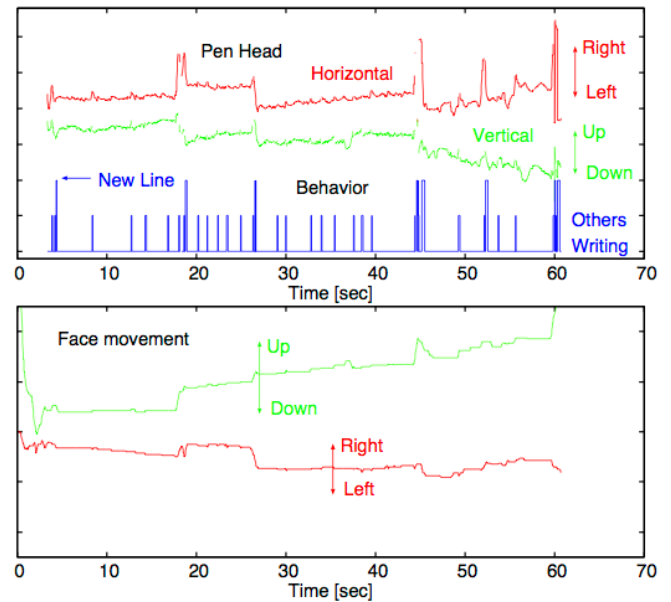 Pen Head
Right
Horizontal
Left
Up
Vertical
Down
New Line
Behavior
Others
Writing
0 10 20 30 40 50 60 70
Time [sec]
Face movement
Up
Down
Right
Left
0 10 20 30 40 50 60 70
Time [sec]